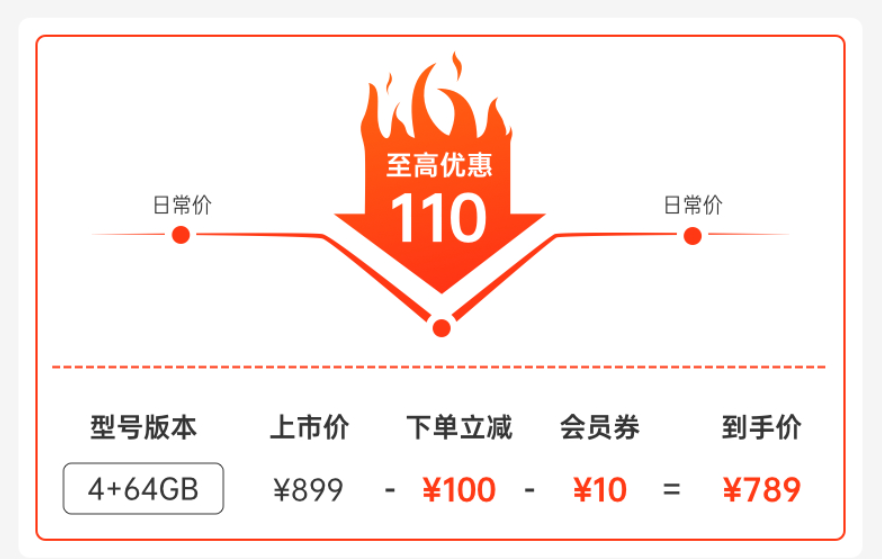 至高优惠
110
日常价
日常价
型号版本 上市价 下单立减 会员券 到手价
4+64GB ¥899 - ¥100 - ¥10 = ¥789